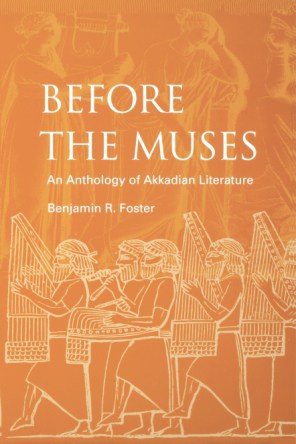 BEFORE
THE MUSES
An Anthology of Akkadian Literature
Benjamin R. Foster